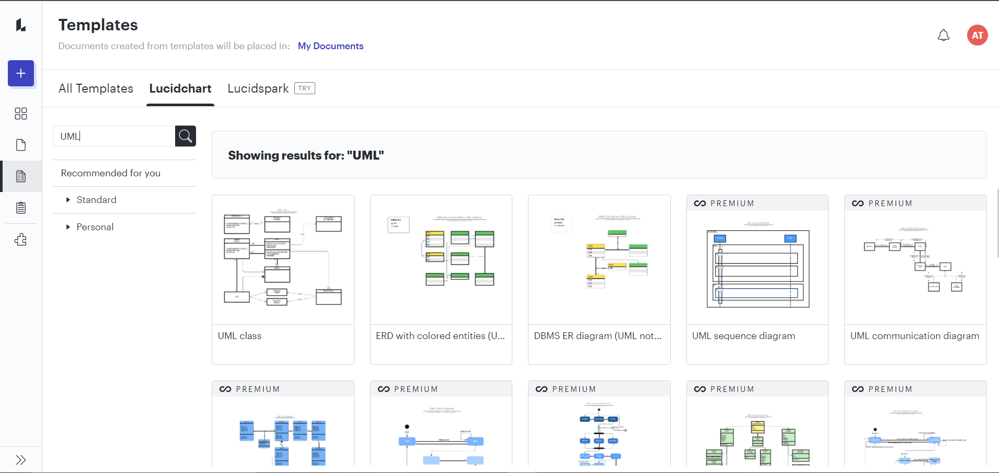 Templates
Documents created from templates will be placed in: My Documents
AT
All Templates
Lucidchart
Lucidspark TRY
UML
Showing results for: "UML"
Recommended for you
Standard
Personal
PREMIUM
PREMIUM
UML class
ERD with colored entities (U...
DBMS ER diagram (UML not...
UML sequence diagram
UML communication diagram
PREMIUM
PREMIUM
PREMIUM
PREMIUM
PREMIUM